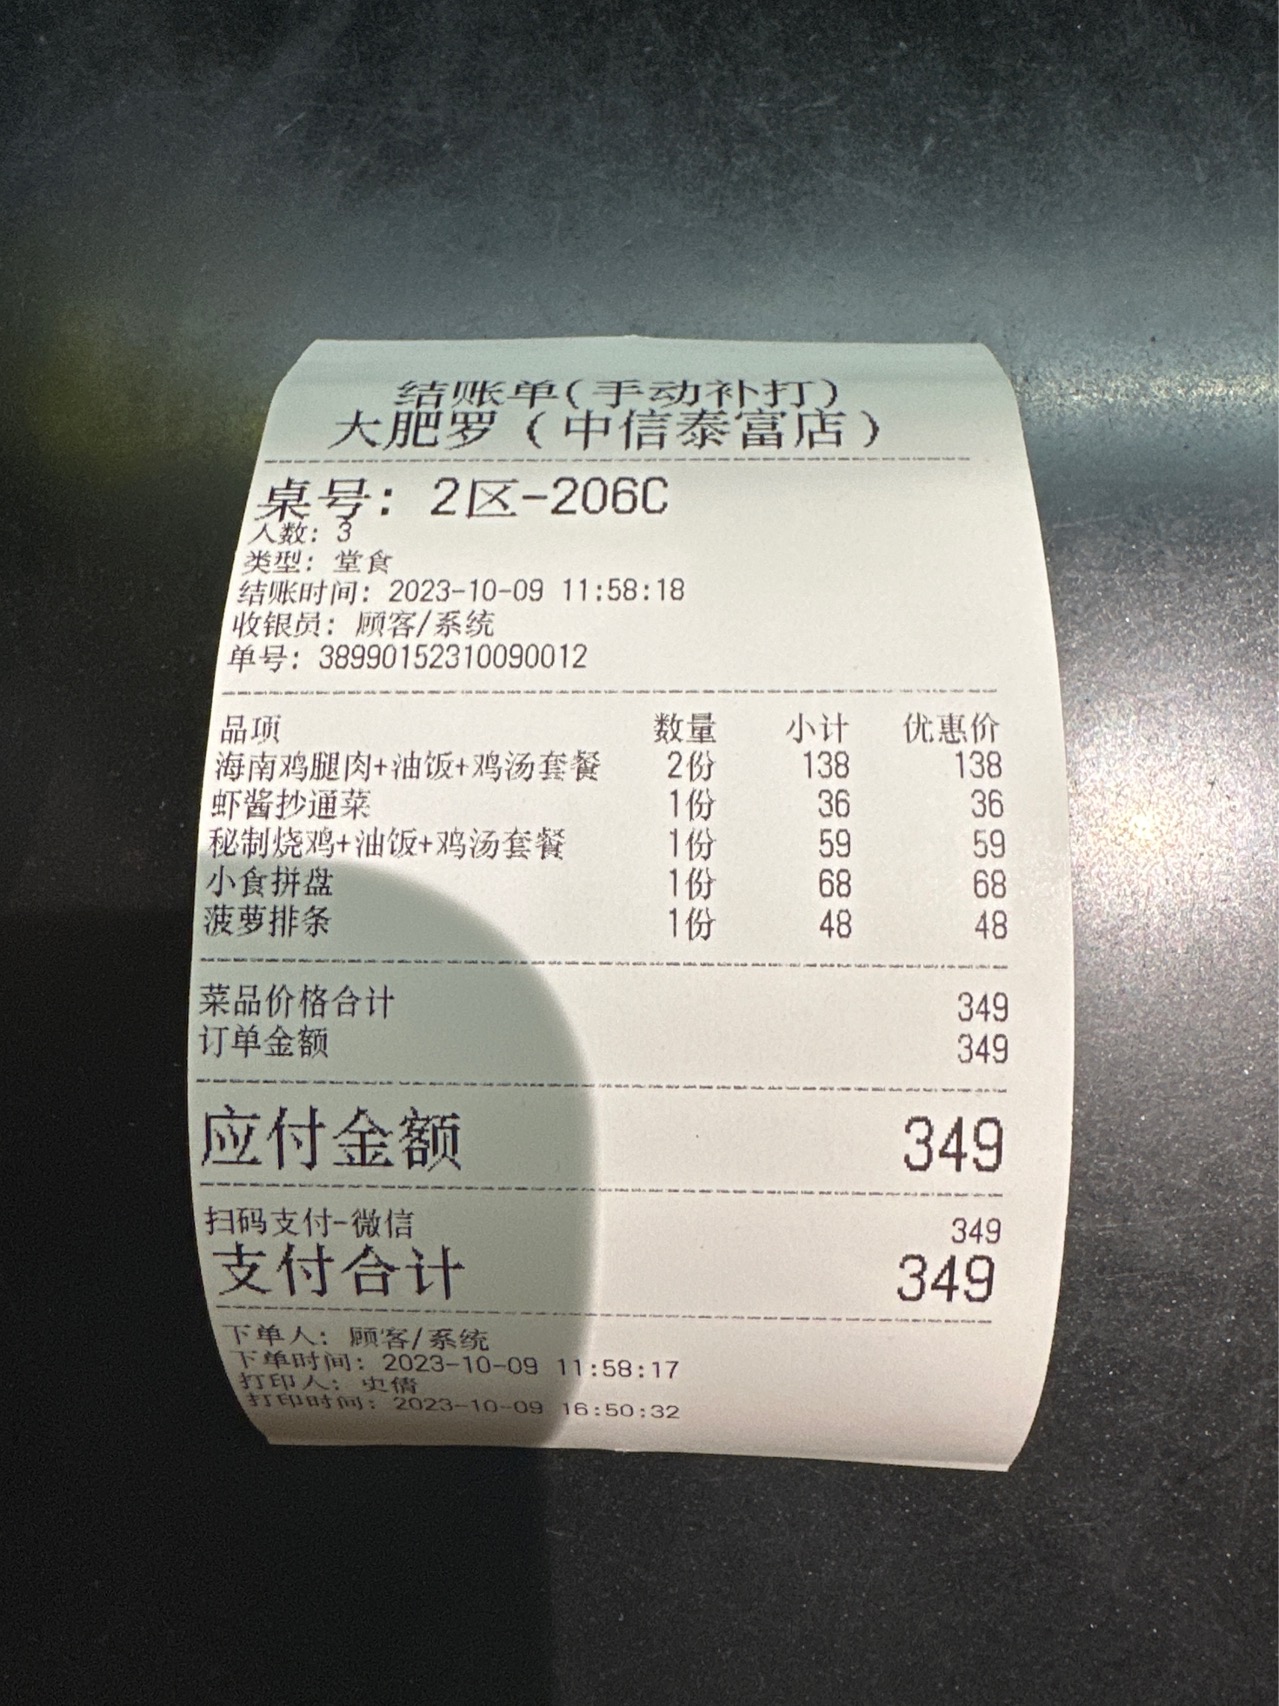 结账单(手动补打)
大肥罗(中信泰富店)
桌号: 2区-206C
人数: 3
类型: 堂食
结账时间: 2023-10-09 11:58:18
收银员: 顾客/系统
单号: 38990152310090012
品项 数量 小计 优惠价
海南鸡腿肉+油饭+鸡汤套餐 2份 138 138
虾酱抄通菜 1份 36 36
秘制烧鸡+油饭+鸡汤套餐 1份 59 59
小食拼盘 1份 68 68
菠萝排条 1份 48 48
菜品价格合计 349
订单金额 349
应付金额 349
扫码支付-微信 349
支付合计 349
下单人: 顾客/系统
下单时间: 2023-10-09 11:58:17
打印人: 史倩
打印时间: 2023-10-09 16:50:32